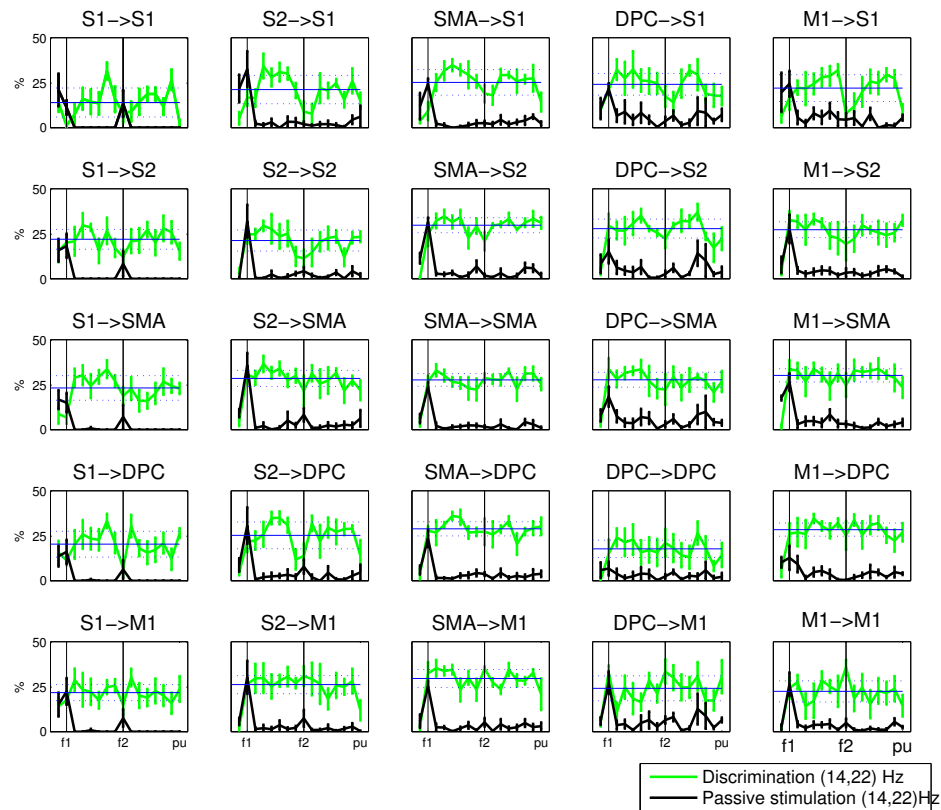 S1->S1 S2->S1 SMA->S1 DPC->S1 M1->S1
50
25
0
%
S1->S2 S2->S2 SMA->S2 DPC->S2 M1->S2
50
25
0
%
S1->SMA S2->SMA SMA->SMA DPC->SMA M1->SMA
50
25
0
%
S1->DPC S2->DPC SMA->DPC DPC->DPC M1->DPC
50
25
0
%
S1->M1 S2->M1 SMA->M1 DPC->M1 M1->M1
50
25
0
%
f1 f2 pu f1 f2 pu f1 f2 pu f1 f2 pu f1 f2 pu
Discrimination (14,22) Hz
Passive stimulation (14,22)Hz